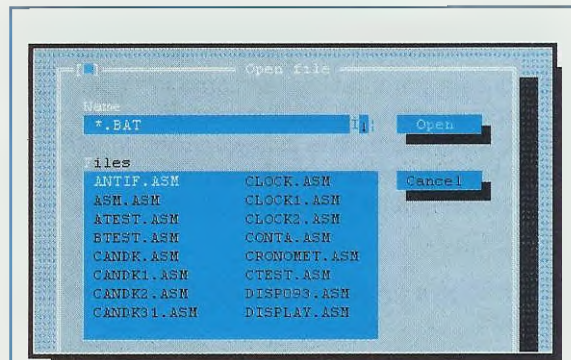 Open file
Name
*.BAT
Open
iles
Cancel
ANTIF.ASM CLOCK.ASM
ASM.ASM CLOCK1.ASM
ATEST.ASM CLOCK2.ASM
BTEST.ASM CONTA.ASM
CANDK.ASM CRONOMET.ASM
CANDK1.ASM CTEST.ASM
CANDK2.ASM DISPO93.ASM
CANDK31.ASM DISPLAY.ASM